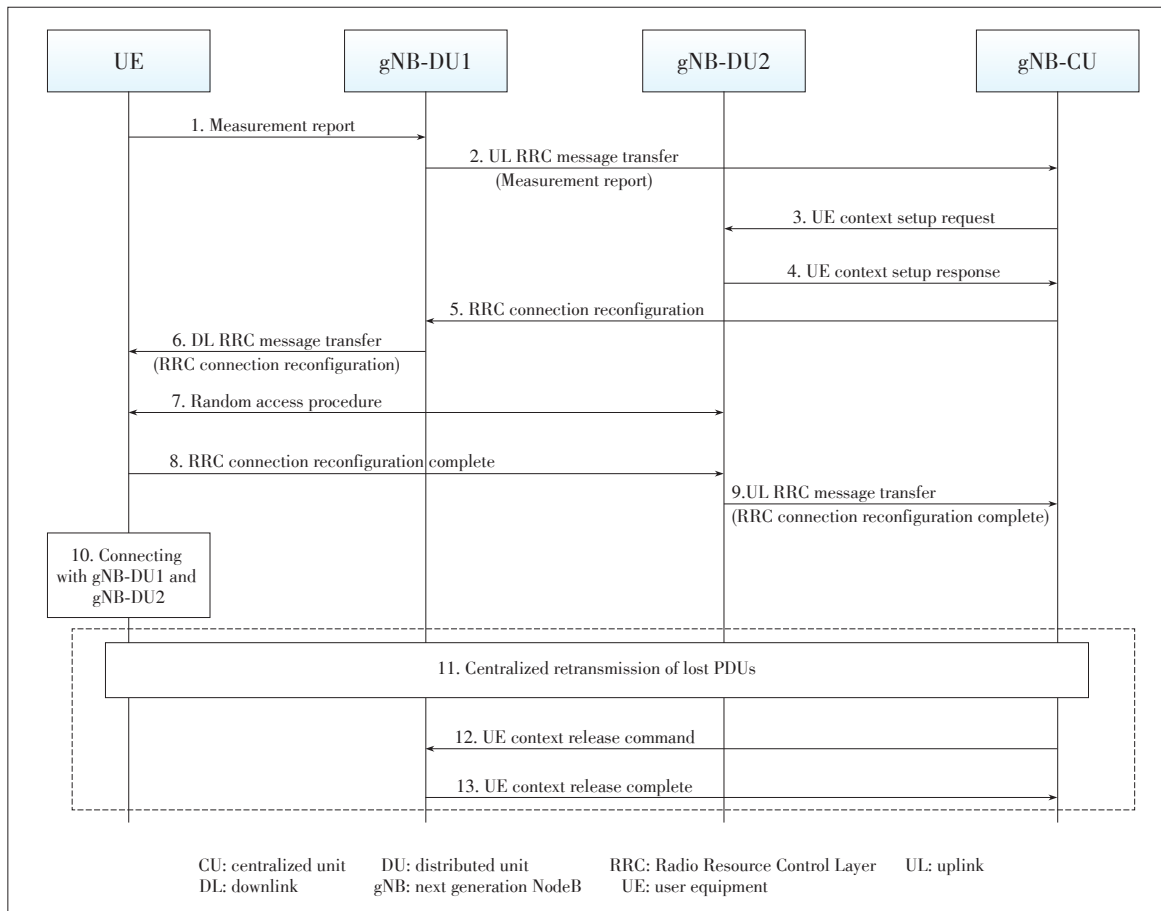 UE gNB-DU1 gNB-DU2 gNB-CU
1. Measurement report
2. UL RRC message transfer
(Measurement report)
3. UE context setup request
4. UE context setup response
5. RRC connection reconfiguration
6. DL RRC message transfer
(RRC connection reconfiguration)
7. Random access procedure
8. RRC connection reconfiguration complete
9.UL RRC message transfer
(RRC connection reconfiguration complete)
10. Connecting
with gNB-DU1 and
gNB-DU2
11. Centralized retransmission of lost PDUs
12. UE context release command
13. UE context release complete
CU: centralized unit DU: distributed unit RRC: Radio Resource Control Layer UL: uplink
DL: downlink gNB: next generation NodeB UE: user equipment